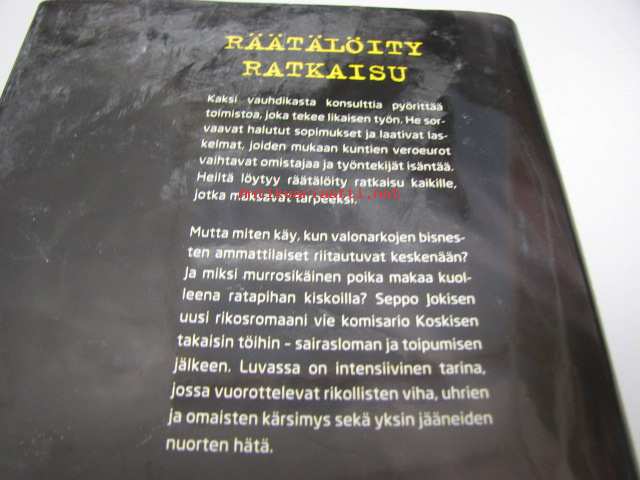 RÄÄTÄLÖITY
RATKAISU
Kaksi vauhdikasta konsulttia pyörittää
toimistoa, joka tekee likaisen työn. He sor-
vaavat halutut sopimukset ja laativat las-
kelmat, joiden mukaan kuntien veroeurot
vaihtavat omistajaa ja työntekijät isäntää.
Heiltä löytyy räätälöity ratkaisu kaikille,
jotka maksavat tarpeeksi.
Mutta miten käy, kun valonarkojen bisnes-
ten ammattilaiset riitautuvat keskenään?
Ja miksi murrosikäinen poika makaa kuol-
leena ratapihan kiskoilla? Seppo Jokisen
uusi rikosromaani vie komisario Koskisen
takaisin töihin – sairasloman ja toipumisen
jälkeen. Luvassa on intensiivinen tarina,
jossa vuorottelevat rikollisten viha, uhrien
ja omaisten kärsimys sekä yksin jääneiden
nuorten hätä.